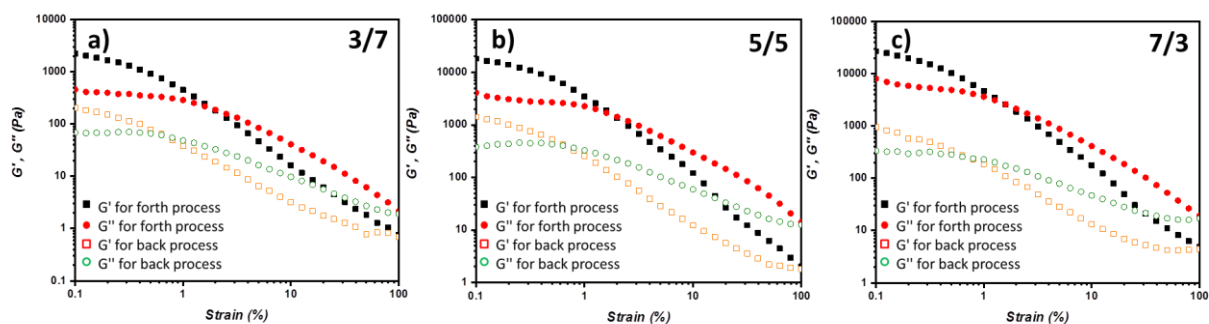 a)
3/7
G', G'' (Pa)
10000
1000
100
10
1
0.1
G' for forth process
G'' for forth process
G' for back process
G'' for back process
0.1
1
10
100
Strain (%)
b)
5/5
G', G'' (Pa)
100000
10000
1000
100
10
1
G' for forth process
G'' for forth process
G' for back process
G'' for back process
0.1
1
10
100
Strain (%)
c)
7/3
G', G'' (Pa)
100000
10000
1000
100
10
1
G' for forth process
G'' for forth process
G' for back process
G'' for back process
0.1
1
10
100
Strain (%)